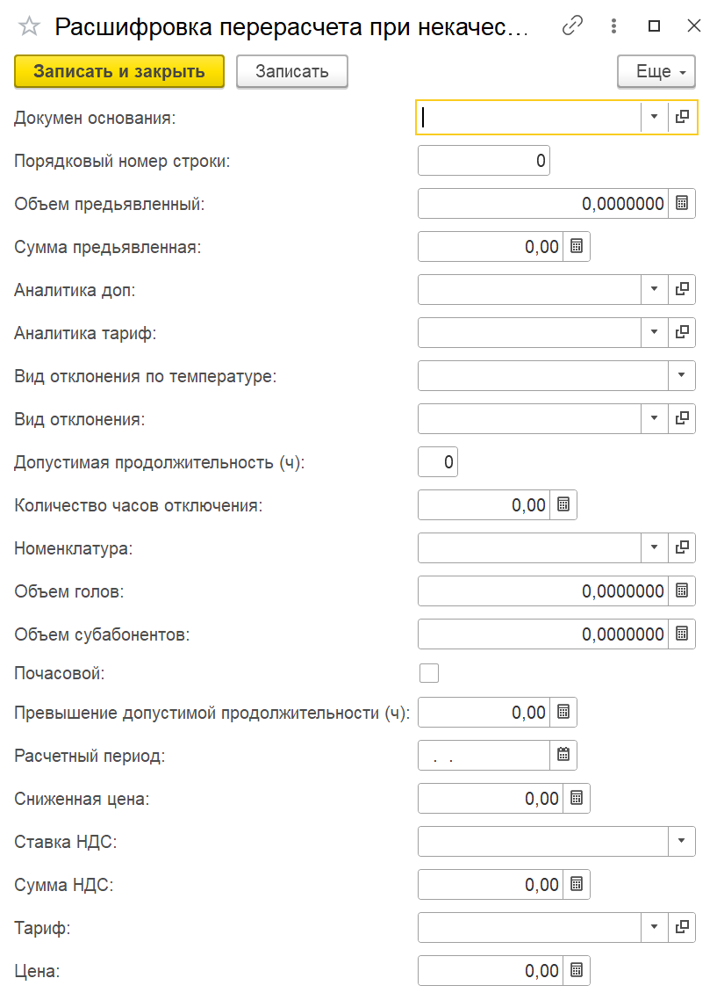 Расшифровка перерасчета при некачес...
Записать и закрыть Записать Еще
Докумен основания:
Порядковый номер строки: 0
Объем предьявленный: 0,0000000
Сумма предьявленная: 0,00
Аналитика доп:
Аналитика тариф:
Вид отклонения по температуре:
Вид отклонения:
Допустимая продолжительность (ч): 0
Количество часов отключения: 0,00
Номенклатура:
Объем голов: 0,0000000
Объем субабонентов: 0,0000000
Почасовой:
Превышение допустимой продолжительности (ч): 0,00
Расчетный период: . .
Сниженная цена: 0,00
Ставка НДС:
Сумма НДС: 0,00
Тариф:
Цена: 0,00